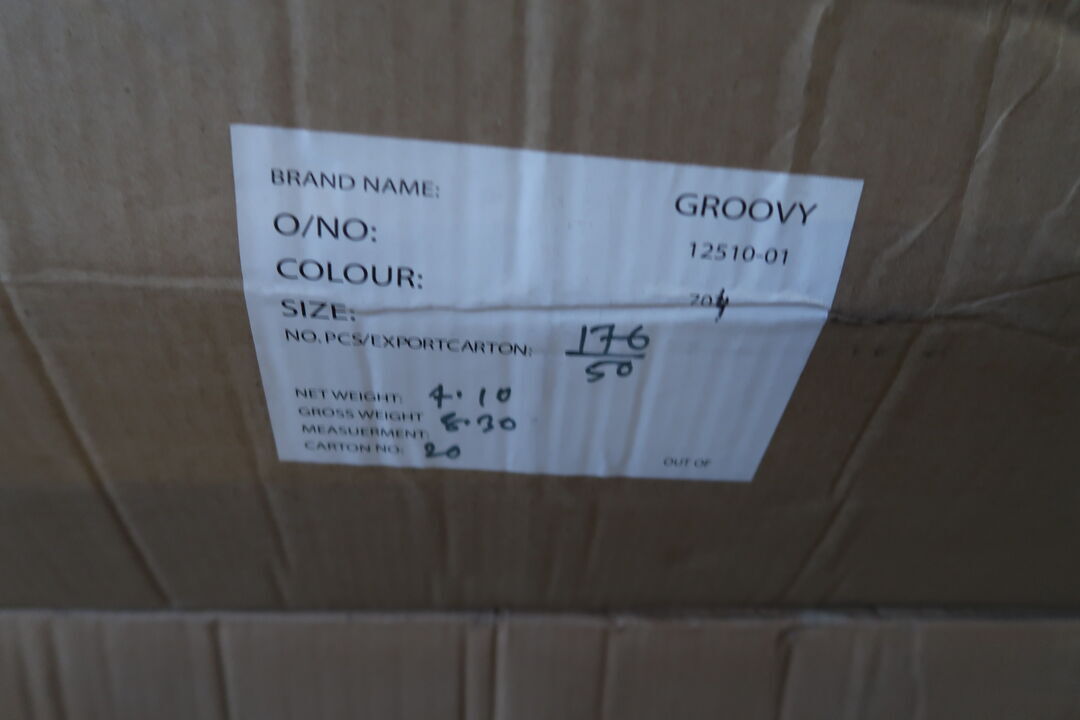 BRAND NAME: GROOVY
O/NO: 12510-01
COLOUR: 704
SIZE: 176
NO. PCS/EXPORTCARTON: 50
NET WEIGHT: 4.10
GROSS WEIGHT 8.30
MEASUERMENT:
CARTON NO: 20 OUT OF